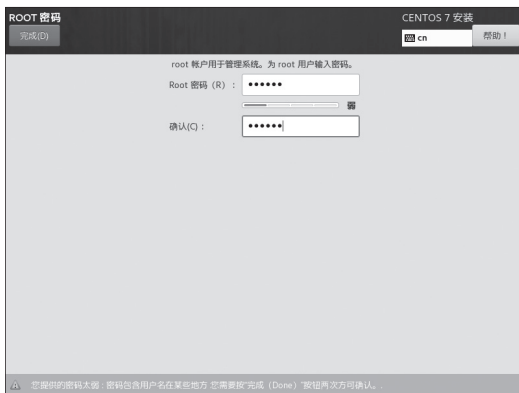 ROOT 密码
CENTOS 7 安装
完成(D)
cn
帮助！
root 帐户用于管理系统。为 root 用户输入密码。
Root 密码（R）： ••••••
弱
确认(C)： ••••••
您提供的密码太弱 : 密码包含用户名在某些地方 您需要按"完成（Done）"按钮两次方可确认。.